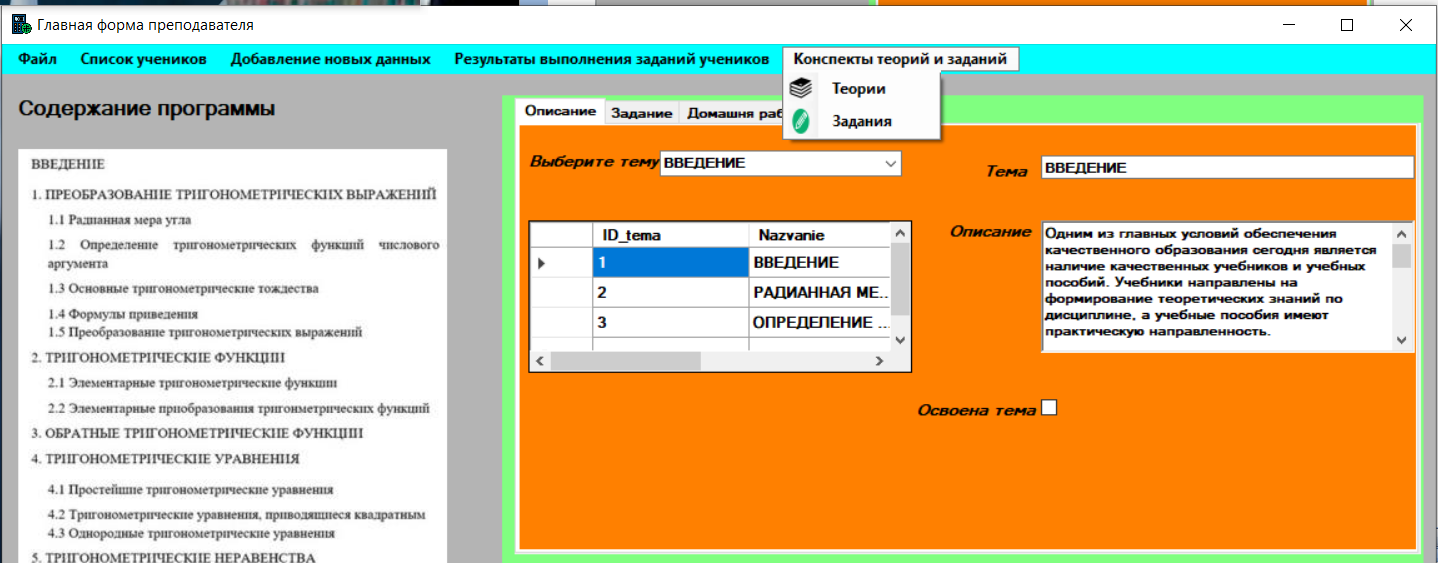 Главная форма преподавателя
Файл Список учеников Добавление новых данных Результаты выполнения заданий учеников Конспекты теорий и заданий
Теории
Задания
Содержание программы
ВВЕДЕНИЕ
1. ПРЕОБРАЗОВАНИЕ ТРИГОНОМЕТРИЧЕСКИХ ВЫРАЖЕНИЙ
1.1 Радианная мера угла
1.2 Определение тригонометрических функций числового
аргумента
1.3 Основные тригонометрические тождества
1.4 Формулы приведения
1.5 Преобразование тригонометрических выражений
2. ТРИГОНОМЕТРИЧЕСКИЕ ФУНКЦИИ
2.1 Элементарные тригонометрические функции
2.2 Элементарные приобразования тригонметрических функций
3. ОБРАТНЫЕ ТРИГОНОМЕТРИЧЕСКИЕ ФУНКЦИИ
4. ТРИГОНОМЕТРИЧЕСКИЕ УРАВНЕНИЯ
4.1 Простейшие тригонометрические уравнения
4.2 Тригонометрические уравнения, приводящиеся квадратным
4.3 Однородные тригонометрические уравнения
5. ТРИГОНОМЕТРИЧЕСКИЕ НЕРАВЕНСТВА
Описание Задание Домашня раб
Выберите тему ВВЕДЕНИЕ
ID_tema Nazvanie
1 ВВЕДЕНИЕ
2 РАДИАННАЯ МЕ...
3 ОПРЕДЕЛЕНИЕ ...
Тема ВВЕДЕНИЕ
Описание
Одним из главных условий обеспечения
качественного образования сегодня является
наличие качественных учебников и учебных
пособий. Учебники направлены на
формирование теоретических знаний по
дисциплине, а учебные пособия имеют
практическую направленность.
Освоена тема